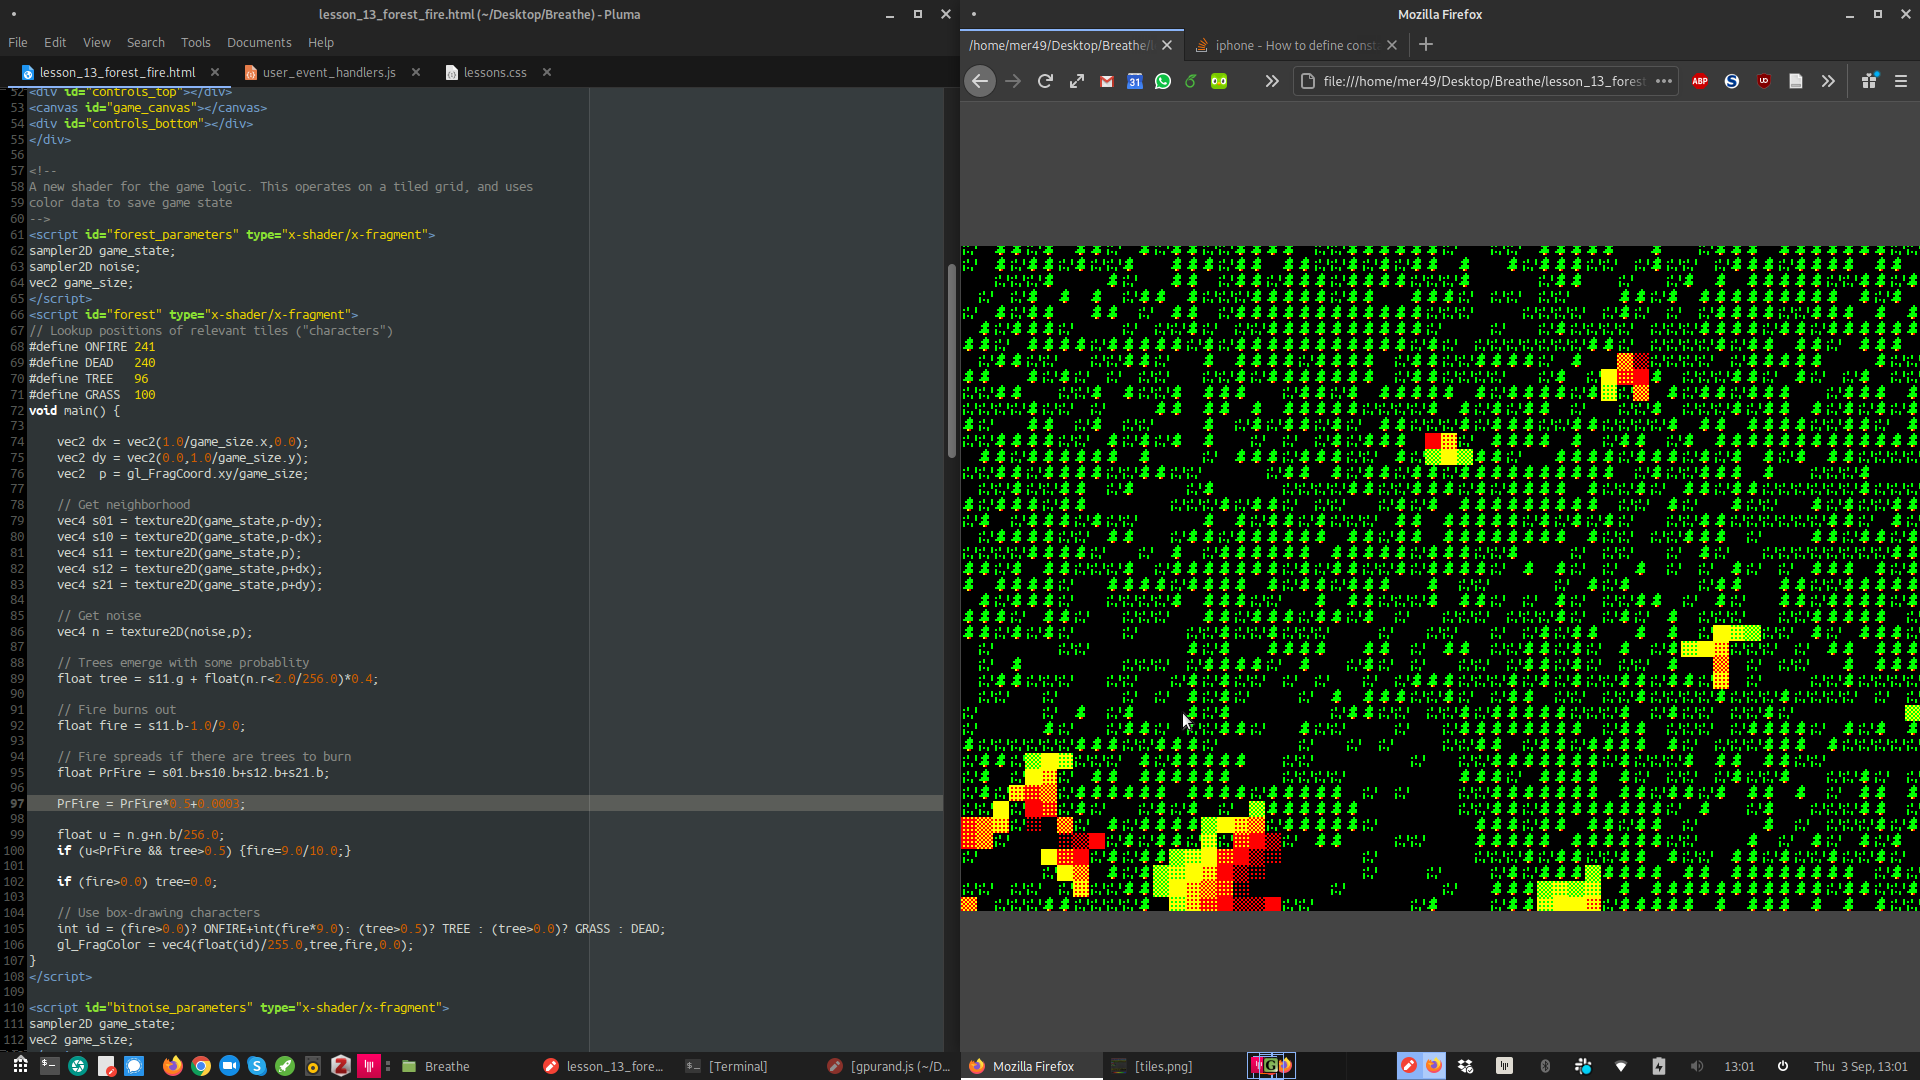 lesson_13_forest_fire.html (~/Desktop/Breathe) - Pluma
File Edit View Search Tools Documents Help
lesson_13_forest_fire.html user_event_handlers.js lessons.css
52 <div id="controls_top"></div>
53 <canvas id="game_canvas"></canvas>
54 <div id="controls_bottom"></div>
55 </div>
56
57 <!--
58 A new shader for the game logic. This operates on a tiled grid, and uses
59 color data to save game state
60 -->
61 <script id="forest_parameters" type="x-shader/x-fragment">
62 sampler2D game_state;
63 sampler2D noise;
64 vec2 game_size;
65 </script>
66 <script id="forest" type="x-shader/x-fragment">
67 // Lookup positions of relevant tiles ("characters")
68 #define ONFIRE 241
69 #define DEAD   240
70 #define TREE   96
71 #define GRASS  100
72 void main() {
73
74     vec2 dx = vec2(1.0/game_size.x,0.0);
75     vec2 dy = vec2(0.0,1.0/game_size.y);
76     vec2  p = gl_FragCoord.xy/game_size;
77
78     // Get neighborhood
79     vec4 s01 = texture2D(game_state,p-dy);
80     vec4 s10 = texture2D(game_state,p-dx);
81     vec4 s11 = texture2D(game_state,p);
82     vec4 s12 = texture2D(game_state,p+dx);
83     vec4 s21 = texture2D(game_state,p+dy);
84
85     // Get noise
86     vec4 n = texture2D(noise,p);
87
88     // Trees emerge with some probablity
89     float tree = s11.g + float(n.r<2.0/256.0)*0.4;
90
91     // Fire burns out
92     float fire = s11.b-1.0/9.0;
93
94     // Fire spreads if there are trees to burn
95     float PrFire = s01.b+s10.b+s12.b+s21.b;
96
97     PrFire = PrFire*0.5+0.0003;
98
99     float u = n.g+n.b/256.0;
100     if (u<PrFire && tree>0.5) {fire=9.0/10.0;}
101
102     if (fire>0.0) tree=0.0;
103
104     // Use box-drawing characters
105     int id = (fire>0.0)? ONFIRE+int(fire*9.0): (tree>0.5)? TREE : (tree>0.0)? GRASS : DEAD;
106     gl_FragColor = vec4(float(id)/255.0,tree,fire,0.0);
107 }
108 </script>
109
110 <script id="bitnoise_parameters" type="x-shader/x-fragment">
111 sampler2D game_state;
112 vec2 game_size;
Mozilla Firefox
/home/mer49/Desktop/Breathe/ iphone - How to define const
31 file:///home/mer49/Desktop/Breathe/lesson_13_forest ABP
Breathe lesson_13_fore... [Terminal] [gpurand.js (~/D... Mozilla Firefox [tiles.png] 13:01 Thu 3 Sep, 13:01